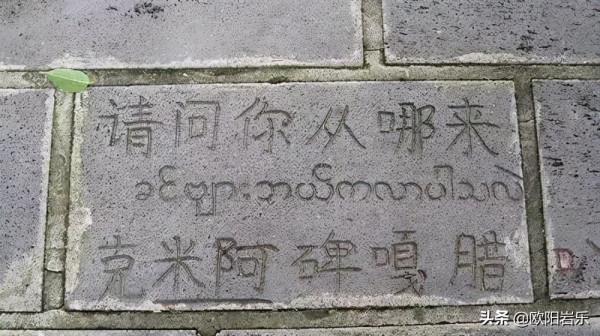 请问你从哪来
ခင်ဗျားဘယ်ကလာပါသလဲ
克米阿碑嘎腊
头条 @欧阳岩乐